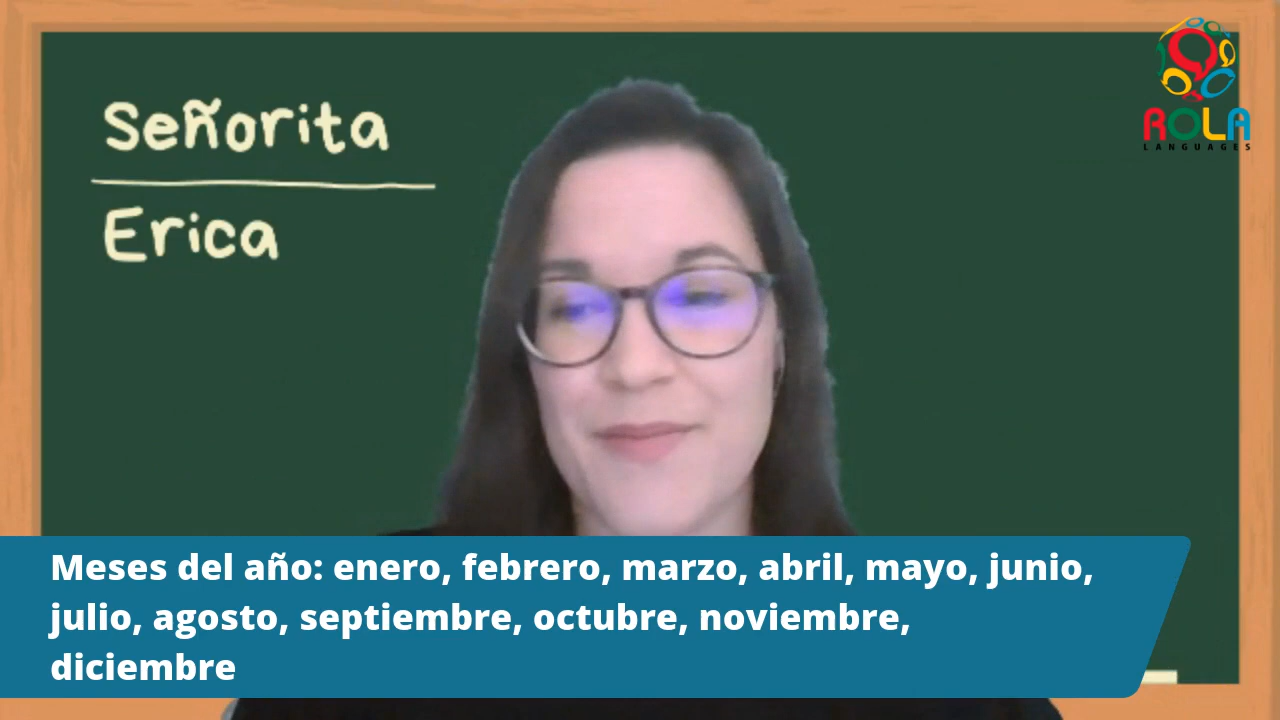 Señorita
Erica
ROLA
LANGUAGES
Meses del año: enero, febrero, marzo, abril, mayo, junio,
julio, agosto, septiembre, octubre, noviembre,
diciembre